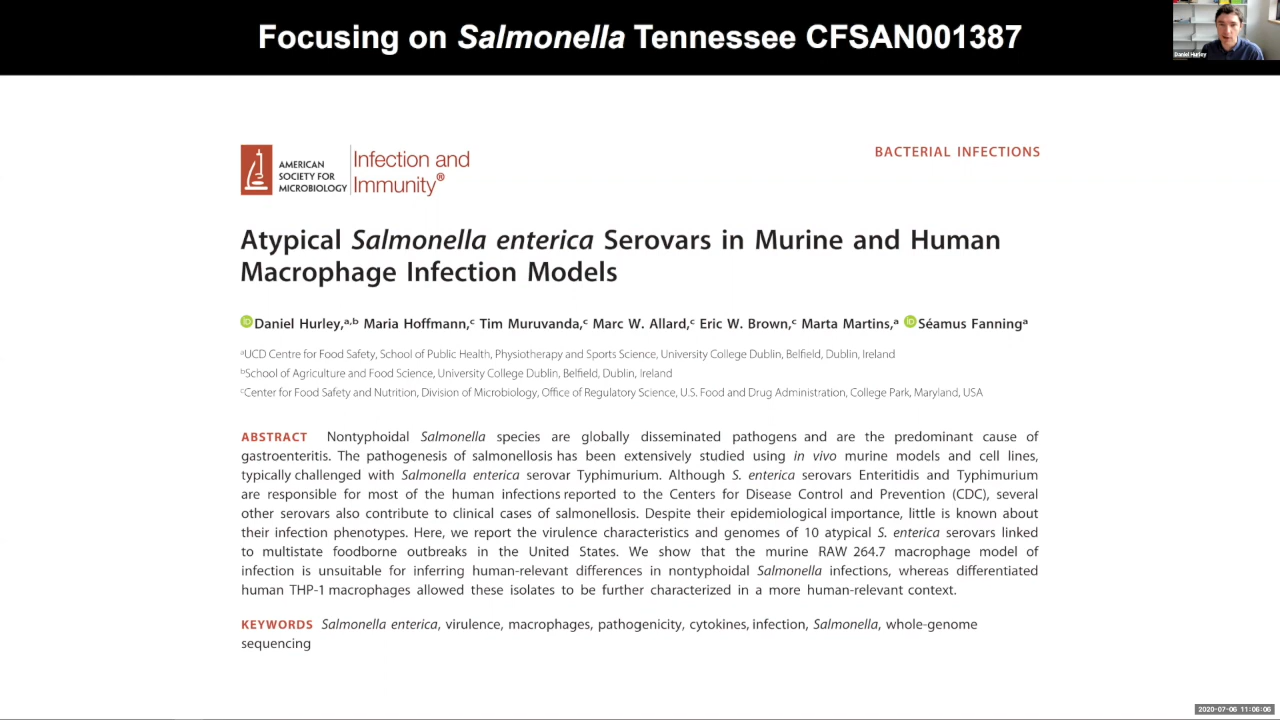 Focusing on Salmonella Tennessee CFSAN001387
Daniel Hurley
AMERICAN
SOCIETY FOR
MICROBIOLOGY
Infection and
Immunity®
BACTERIAL INFECTIONS
Atypical Salmonella enterica Serovars in Murine and Human
Macrophage Infection Models
iD Daniel Hurley,a,b Maria Hoffmann,c Tim Muruvanda,c Marc W. Allard,c Eric W. Brown,c Marta Martins,a iD Séamus Fanninga
aUCD Centre for Food Safety, School of Public Health, Physiotherapy and Sports Science, University College Dublin, Belfield, Dublin, Ireland
bSchool of Agriculture and Food Science, University College Dublin, Belfield, Dublin, Ireland
cCenter for Food Safety and Nutrition, Division of Microbiology, Office of Regulatory Science, U.S. Food and Drug Administration, College Park, Maryland, USA
ABSTRACT Nontyphoidal Salmonella species are globally disseminated pathogens and are the predominant cause of
gastroenteritis. The pathogenesis of salmonellosis has been extensively studied using in vivo murine models and cell lines,
typically challenged with Salmonella enterica serovar Typhimurium. Although S. enterica serovars Enteritidis and Typhimurium
are responsible for most of the human infections reported to the Centers for Disease Control and Prevention (CDC), several
other serovars also contribute to clinical cases of salmonellosis. Despite their epidemiological importance, little is known about
their infection phenotypes. Here, we report the virulence characteristics and genomes of 10 atypical S. enterica serovars linked
to multistate foodborne outbreaks in the United States. We show that the murine RAW 264.7 macrophage model of
infection is unsuitable for inferring human-relevant differences in nontyphoidal Salmonella infections, whereas differentiated
human THP-1 macrophages allowed these isolates to be further characterized in a more human-relevant context.
KEYWORDS Salmonella enterica, virulence, macrophages, pathogenicity, cytokines, infection, Salmonella, whole-genome
sequencing
2020-07-06 11:06:06